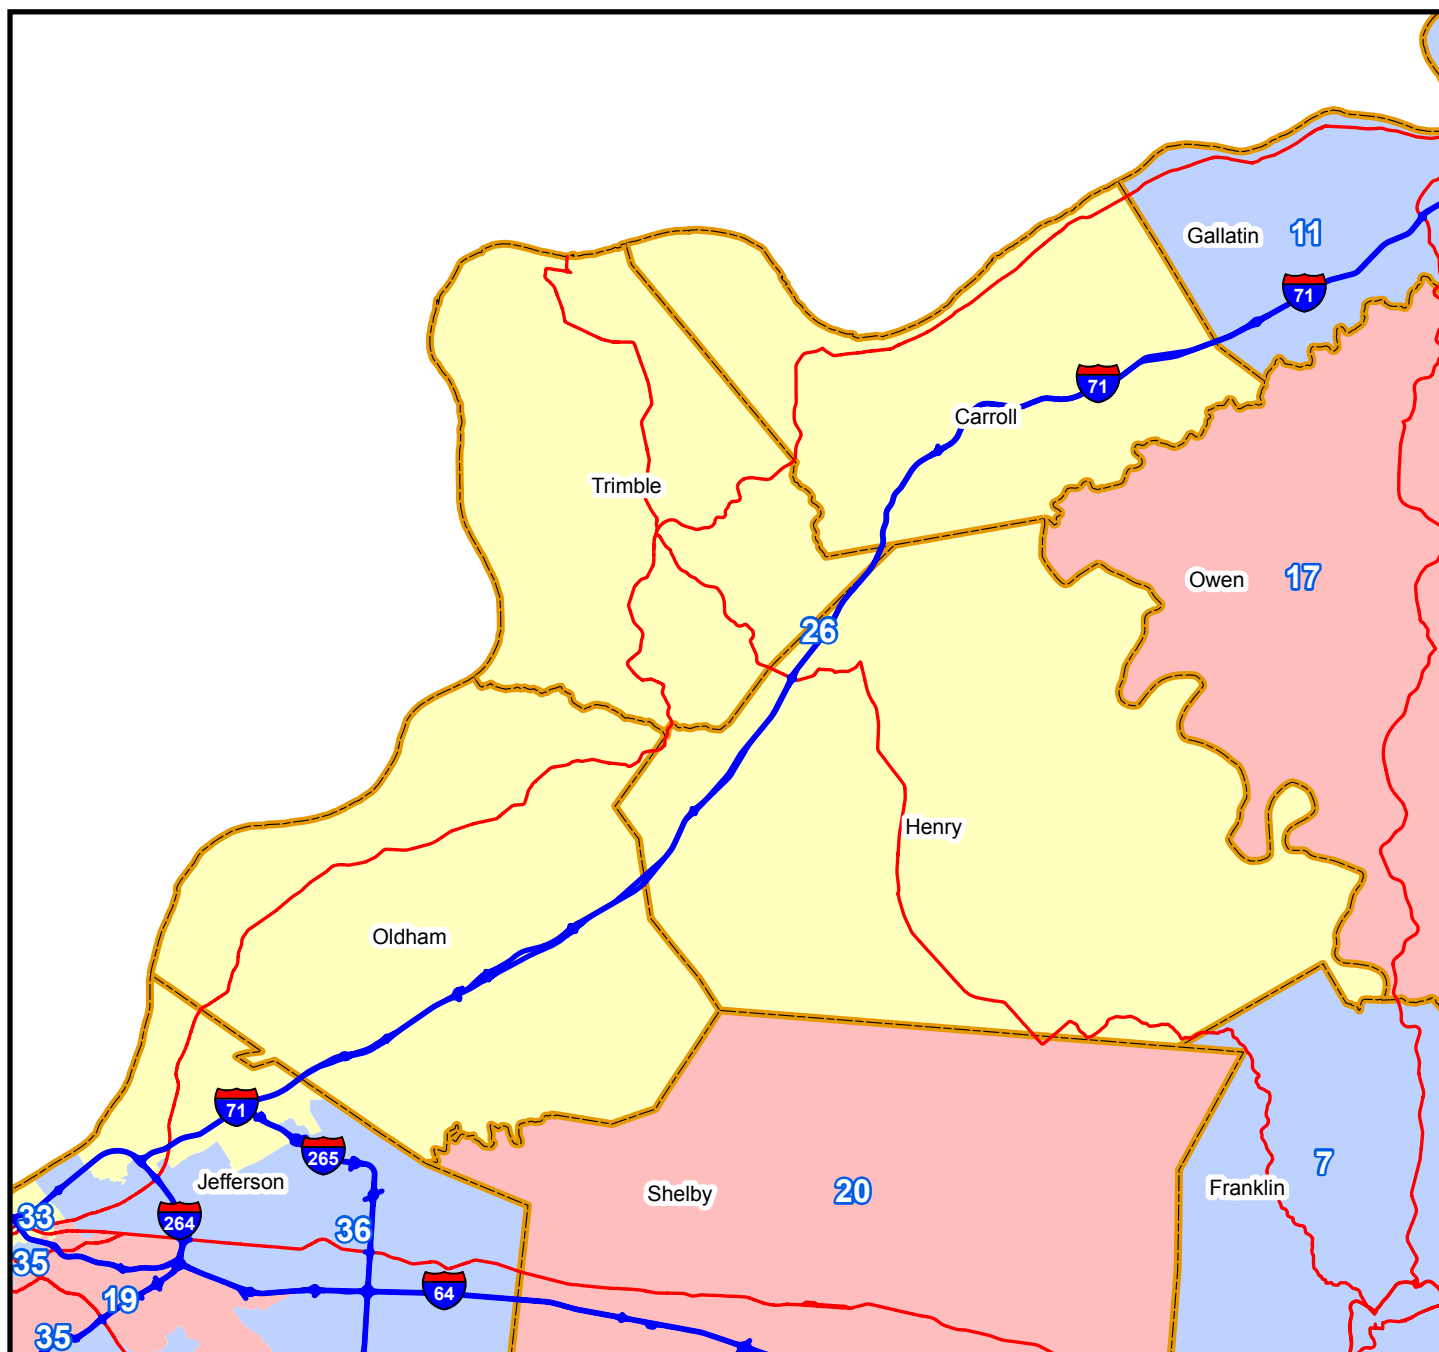 Gallatin 11
71
71
Carroll
Trimble
Owen 17
26
Henry
Oldham
71
265
Jefferson
Shelby 20
Franklin 7
33
264
36
35
64
19
35